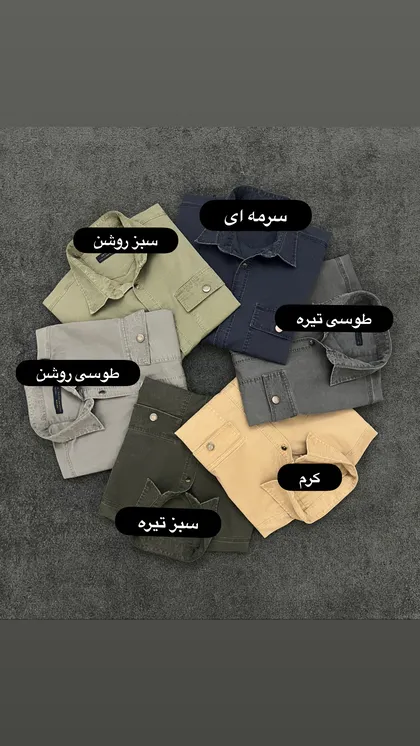 سرمه ای
سبز روشن
طوسی تیره
طوسی روشن
کرم
سبز تیره